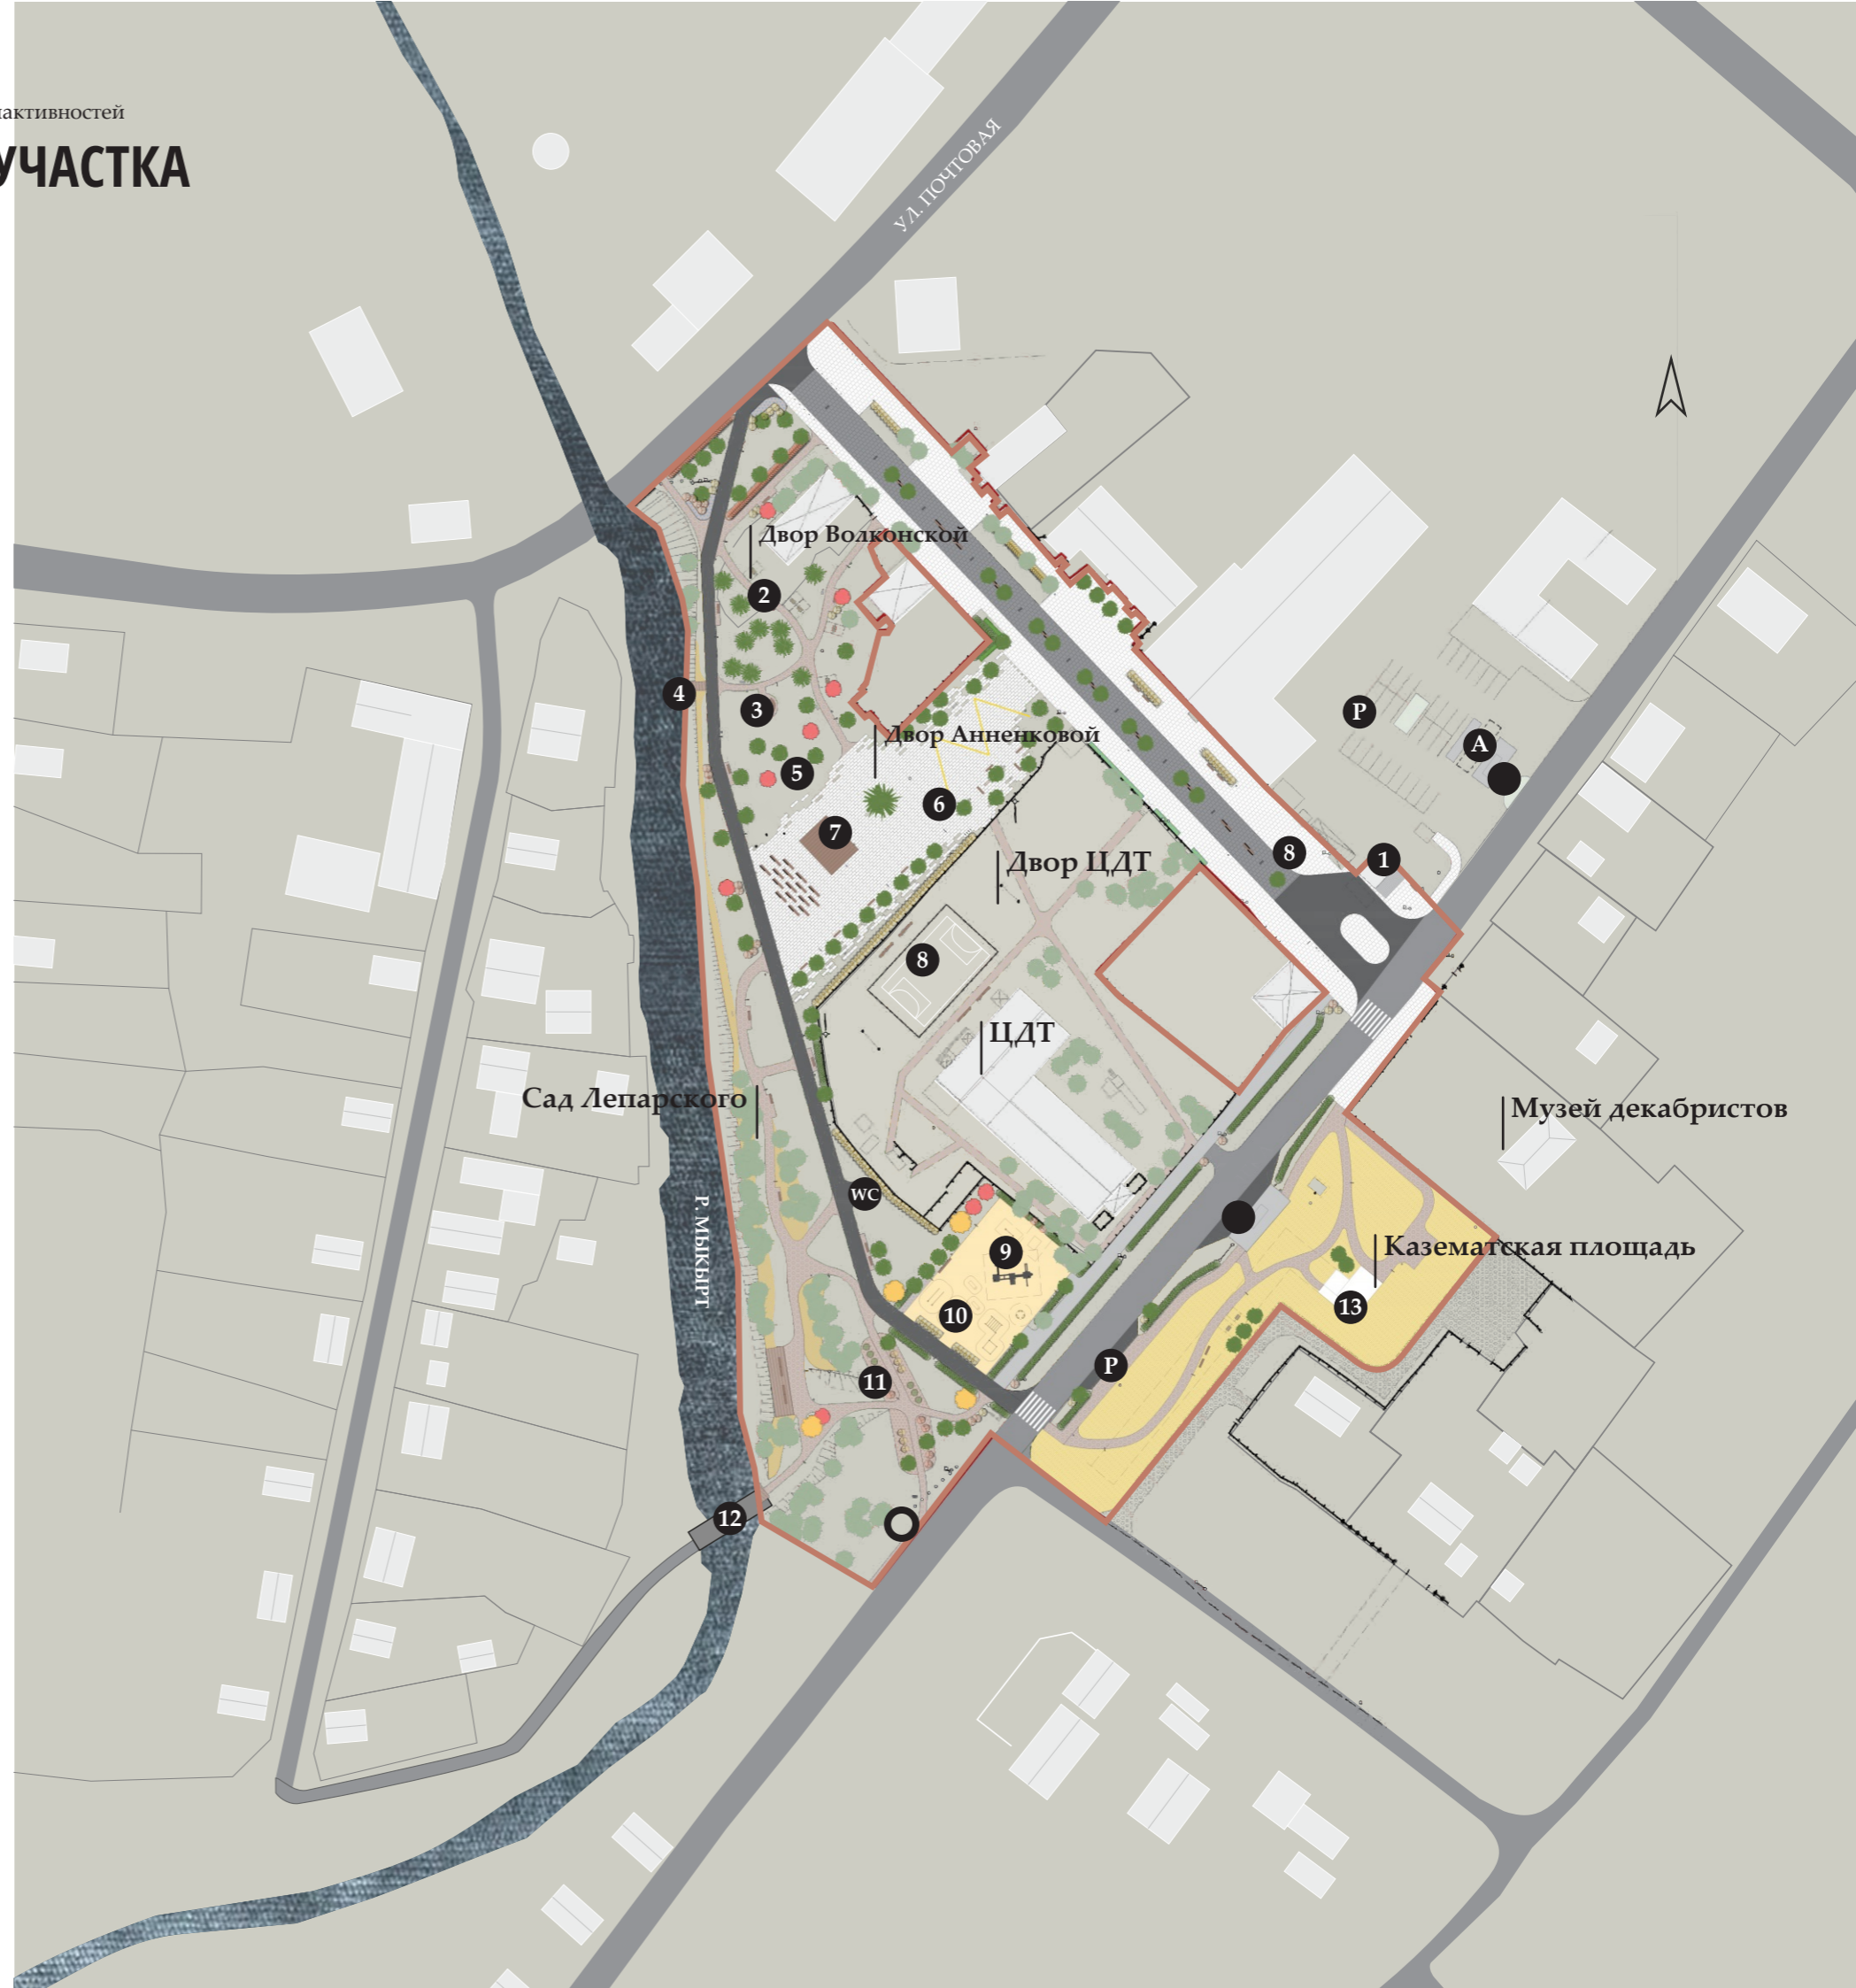 активностей
УЧАСТКА
УЛ. ПОЧТОВАЯ
Двор Волконской
2
4
3
P
Двор Анненковой
A
5
6
7
8
1
Двор ЦДТ
8
ЦДТ
Сад Лепарского
Музей декабристов
WC
Р. МЫКЫРТ
9
Казематская площадь
13
10
P
11
12